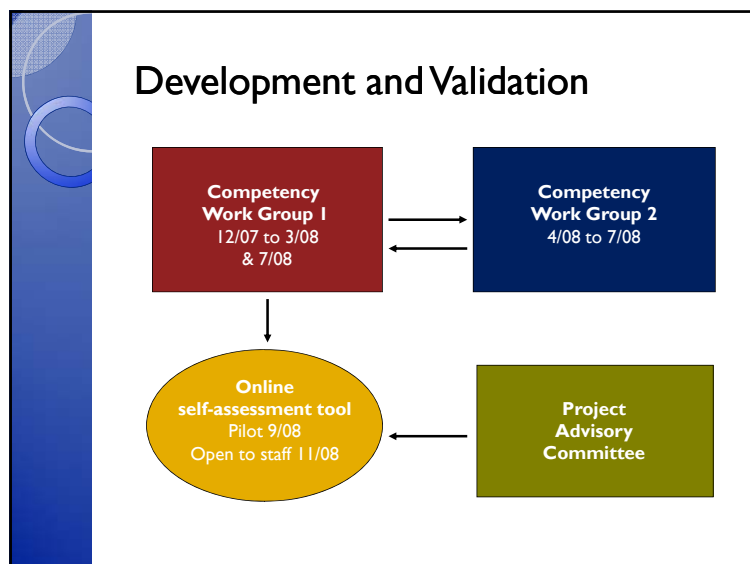 Development and Validation
Competency
Work Group 1
12/07 to 3/08
& 7/08
Competency
Work Group 2
4/08 to 7/08
Online
self-assessment tool
Pilot 9/08
Open to staff 11/08
Project
Advisory
Committee